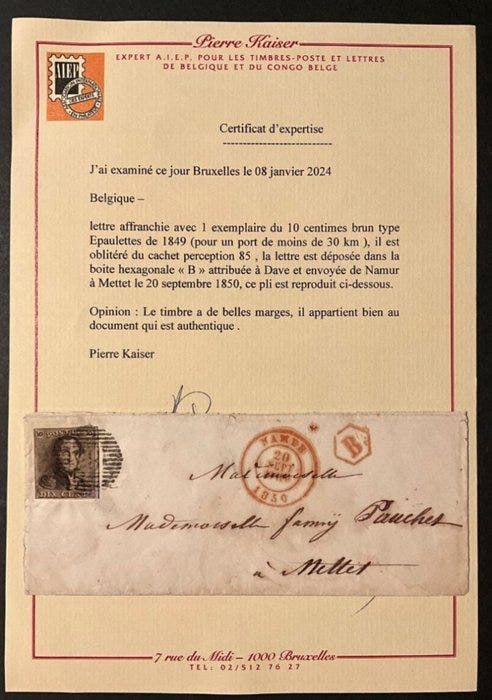 Pierre Kaiser
EXPERT A.I.E.P. POUR LES TIMBRES-POSTE ET LETTRES
DE BELGIQUE ET DU CONGO BELGE
AIEP
Certificat d'expertise
J'ai examiné ce jour Bruxelles le 08 janvier 2024
Belgique –
lettre affranchie avec 1 exemplaire du 10 centimes brun type
Epaulettes de 1849 (pour un port de moins de 30 km ), il est
oblitéré du cachet perception 85 , la lettre est déposée dans la
boite hexagonale « B » attribuée à Dave et envoyée de Namur
à Mettet le 20 septembre 1850, ce pli est reproduit ci-dessous.
Opinion : Le timbre a de belles marges, il appartient bien au
document qui est authentique .
Pierre Kaiser
DIX CENT
NAMUR
20
SEPT
1850
B
Mademoiselle
Mademoiselle fanny Pauchet
à Mettet
7 rue du Midi – 1000 Bruxelles
TEL: 02/512 76 27